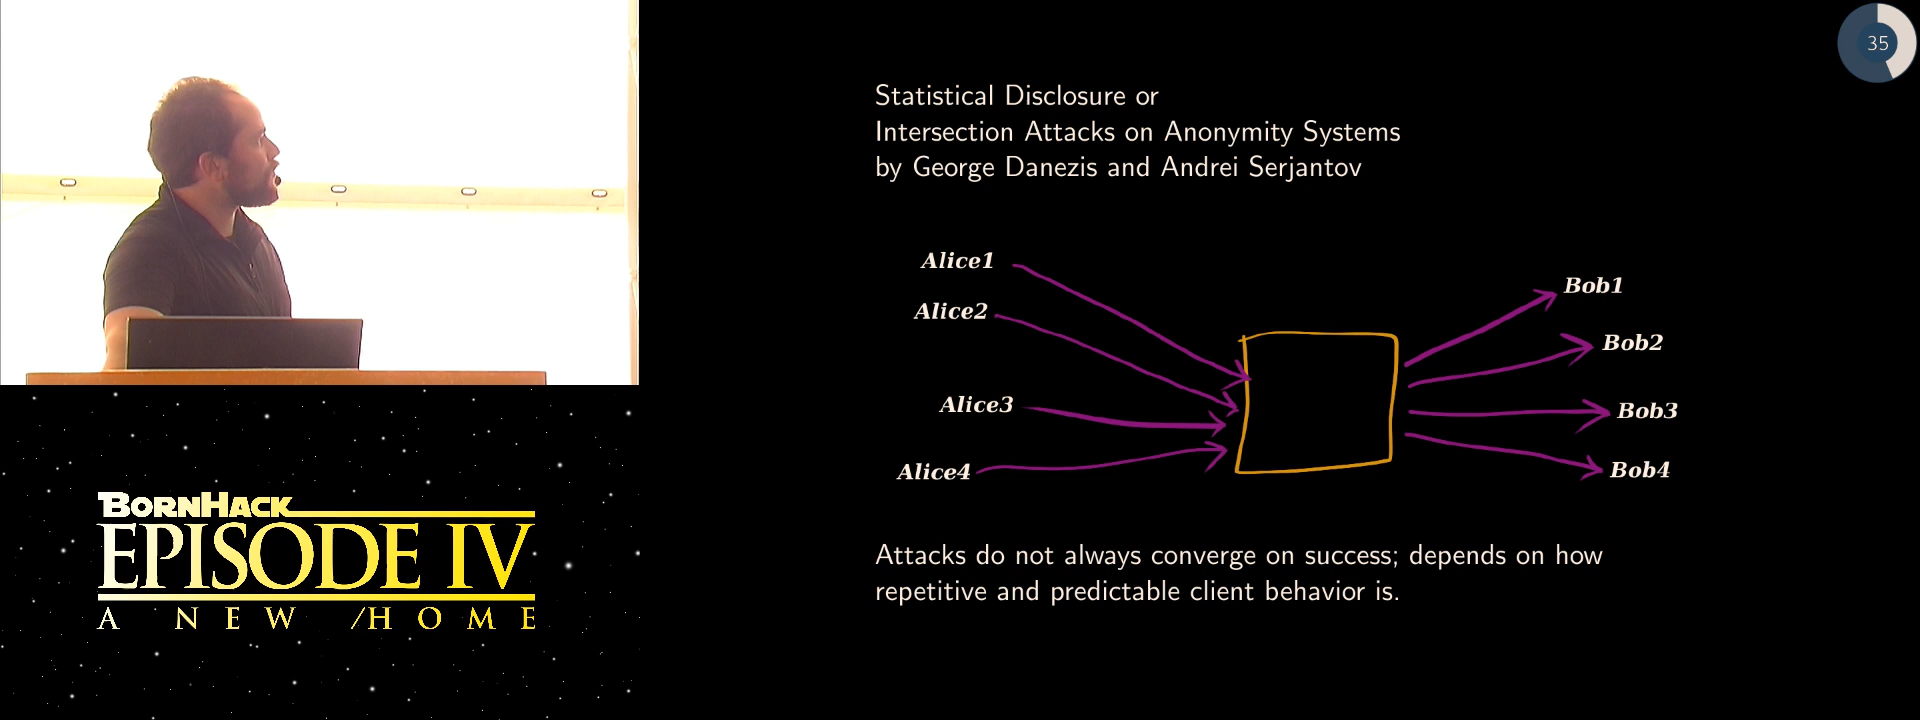 35
Statistical Disclosure or
Intersection Attacks on Anonymity Systems
by George Danezis and Andrei Serjantov
Alice1
Alice2
Alice3
Alice4
Bob1
Bob2
Bob3
Bob4
Attacks do not always converge on success; depends on how
repetitive and predictable client behavior is.
BORNHACK
EPISODE IV
A NEW /HOME